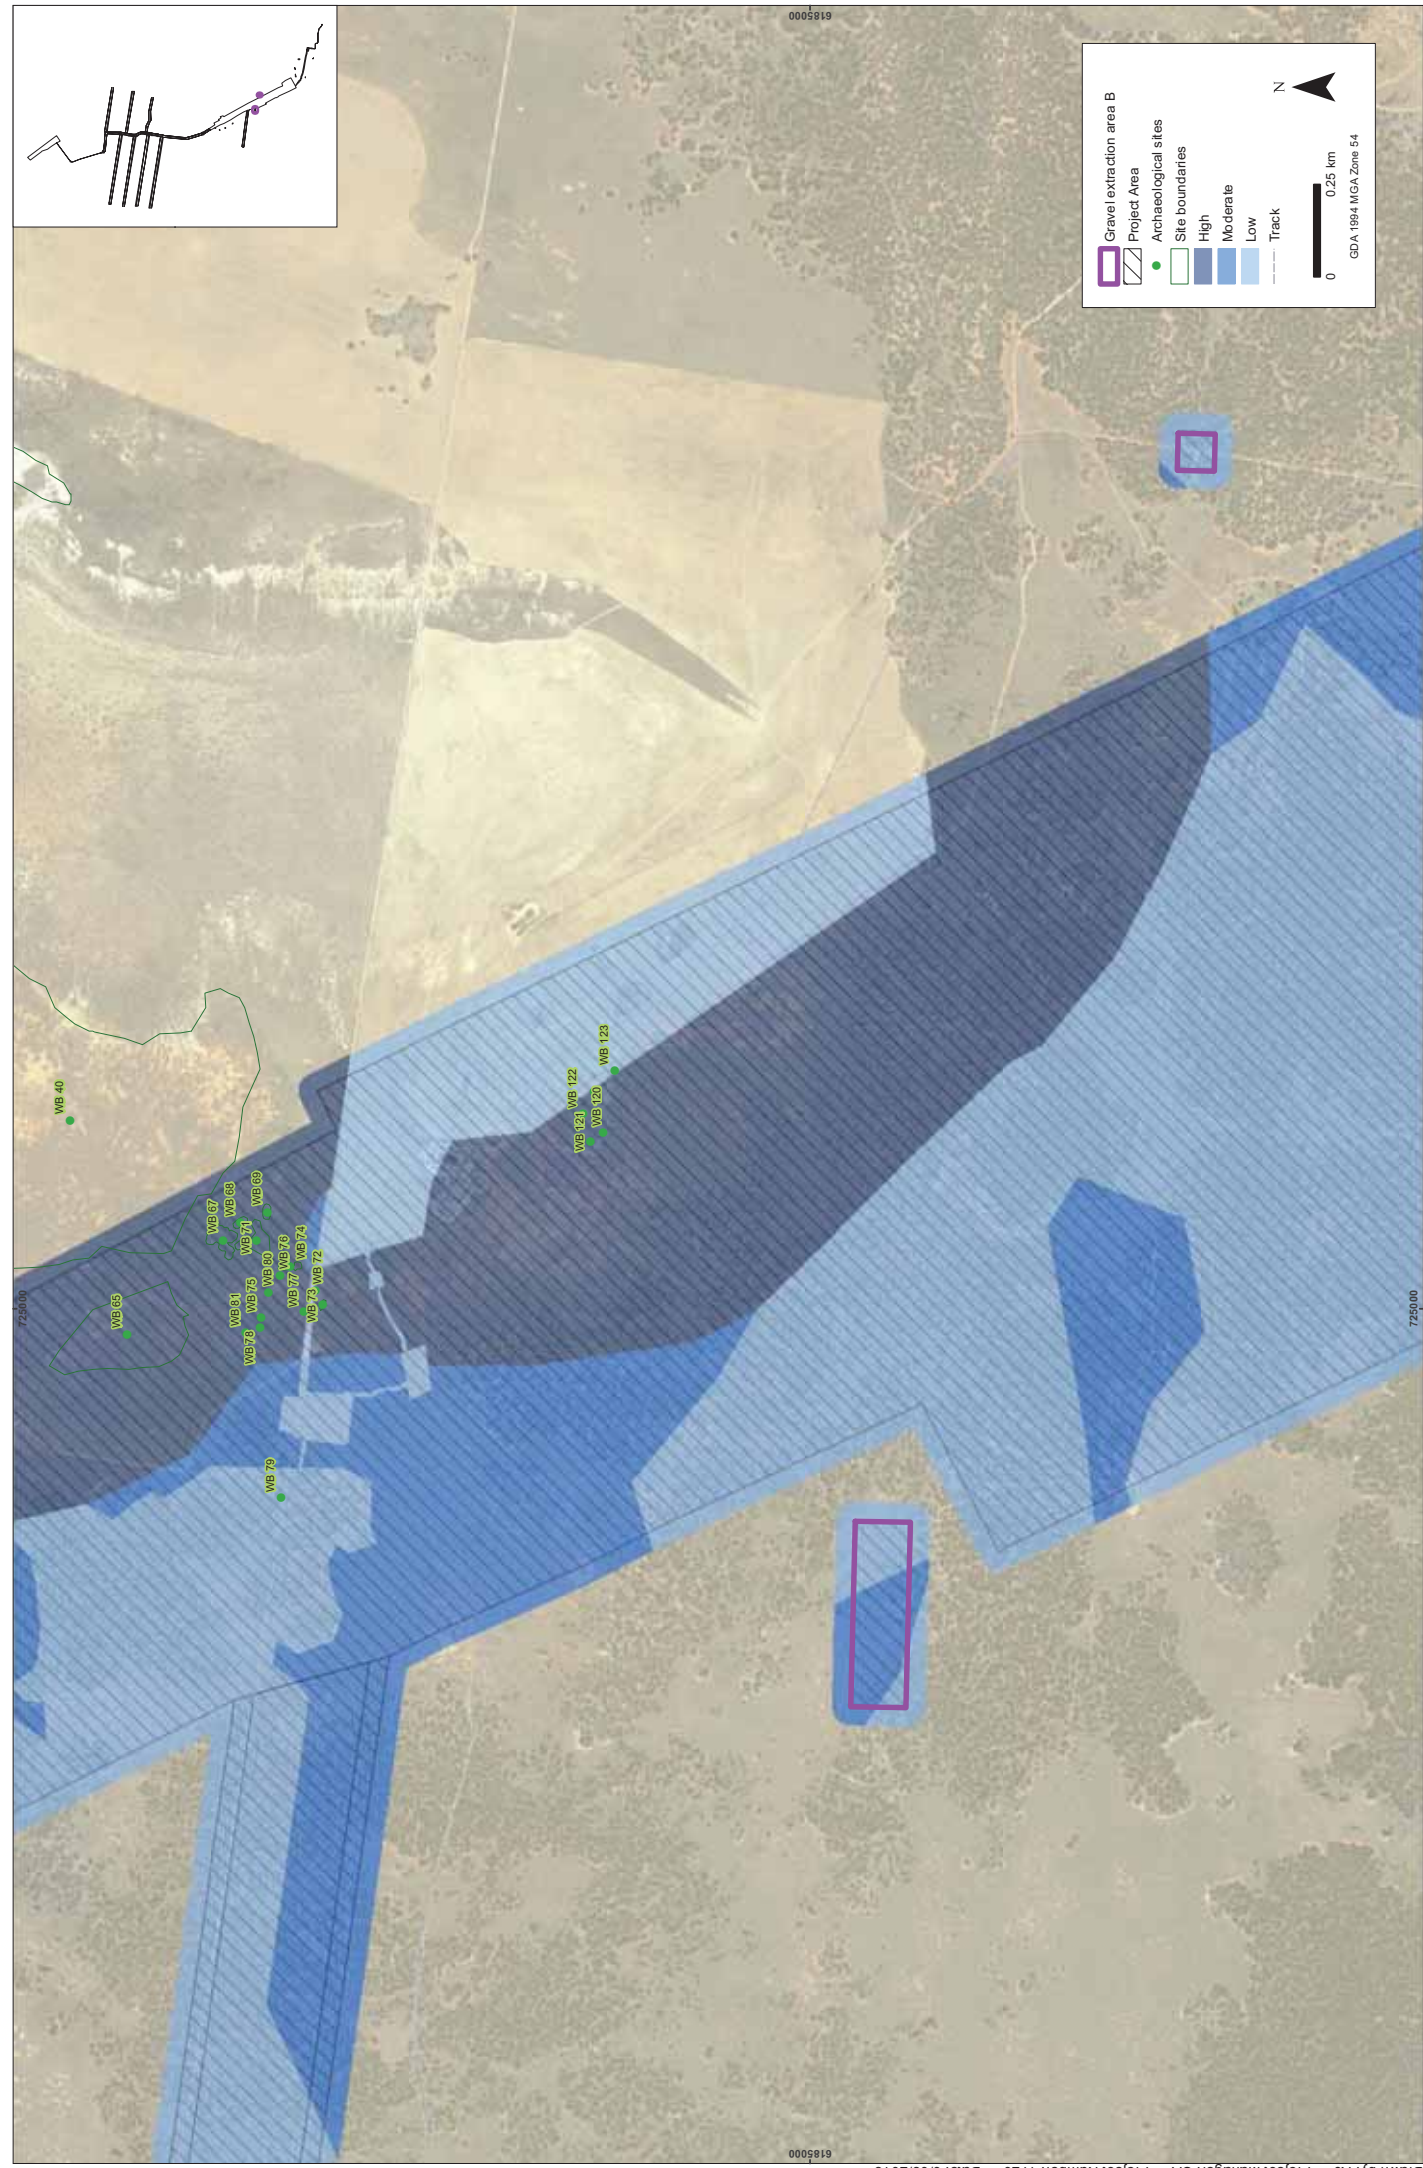 725000
6185000
WB 40
WB 65
WB 67
WB 68
WB 69
WB 71
WB 80
WB 76
WB 74
WB 75
WB 77
WB 72
WB 81
WB 73
WB 78
WB 79
WB 122
WB 123
WB 121
WB 120
Gravel extraction area B
Project Area
Archaeological sites
Site boundaries
High
Moderate
Low
Track
N
0 0.25 km
GDA 1994 MGA Zone 54
6185000
725000